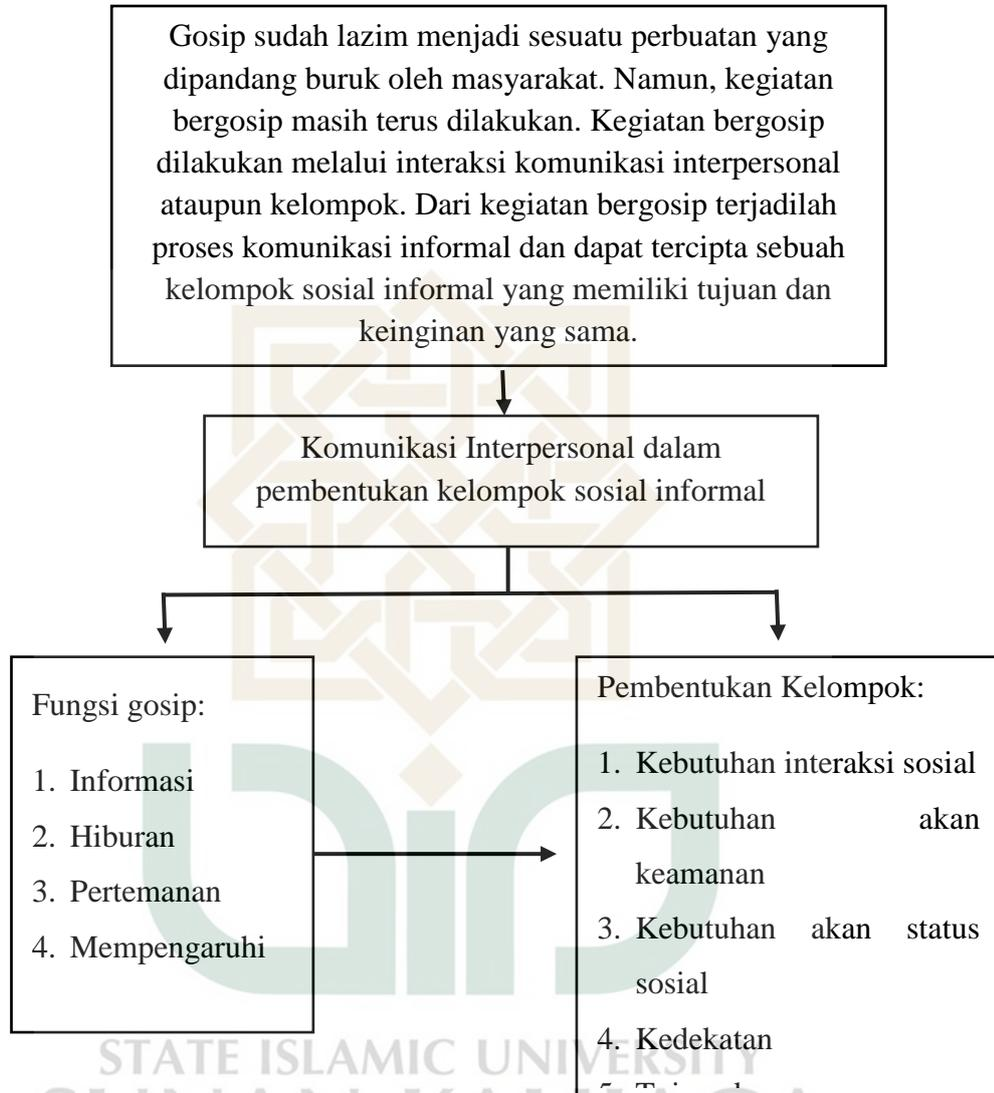 Gosip sudah lazim menjadi sesuatu perbuatan yang
dipandang buruk oleh masyarakat. Namun, kegiatan
bergosip masih terus dilakukan. Kegiatan bergosip
dilakukan melalui interaksi komunikasi interpersonal
ataupun kelompok. Dari kegiatan bergosip terjadilah
proses komunikasi informal dan dapat tercipta sebuah
kelompok sosial informal yang memiliki tujuan dan
keinginan yang sama.
Komunikasi Interpersonal dalam
pembentukan kelompok sosial informal
Fungsi gosip:
1. Informasi
2. Hiburan
3. Pertemanan
4. Mempengaruhi
Pembentukan Kelompok:
1. Kebutuhan interaksi sosial
2. Kebutuhan akan
keamanan
3. Kebutuhan akan status
sosial
4. Kedekatan
STATE ISLAMIC UNIVERSITY